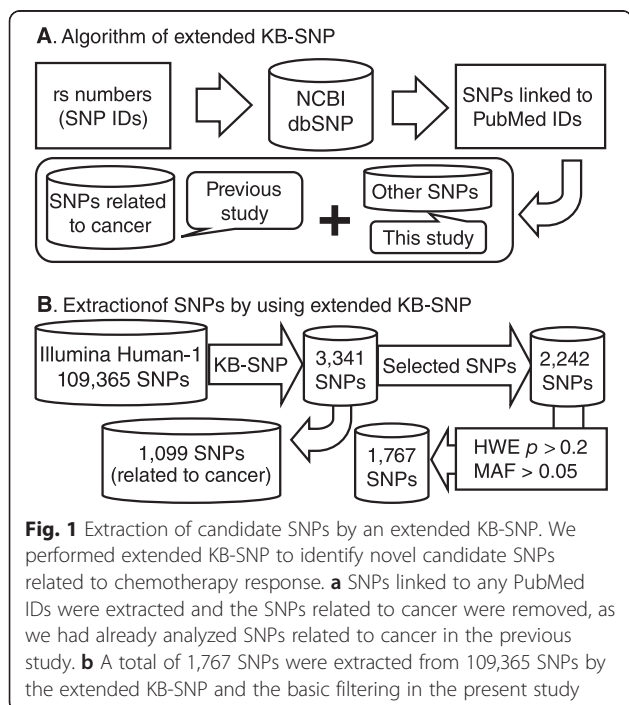 A. Algorithm of extended KB-SNP
rs numbers
(SNP IDs)
NCBI
dbSNP
SNPs linked to
PubMed IDs
SNPs related
to cancer
Previous
study
+
Other SNPs
This study
B. Extractionof SNPs by using extended KB-SNP
Illumina Human-1
109,365 SNPs
KB-SNP
3,341
SNPs
Selected SNPs
2,242
SNPs
1,099 SNPs
(related to cancer)
1,767
SNPs
HWE p > 0.2
MAF > 0.05
Fig. 1 Extraction of candidate SNPs by an extended KB-SNP. We
performed extended KB-SNP to identify novel candidate SNPs
related to chemotherapy response. a SNPs linked to any PubMed
IDs were extracted and the SNPs related to cancer were removed, as
we had already analyzed SNPs related to cancer in the previous
study. b A total of 1,767 SNPs were extracted from 109,365 SNPs by
the extended KB-SNP and the basic filtering in the present study